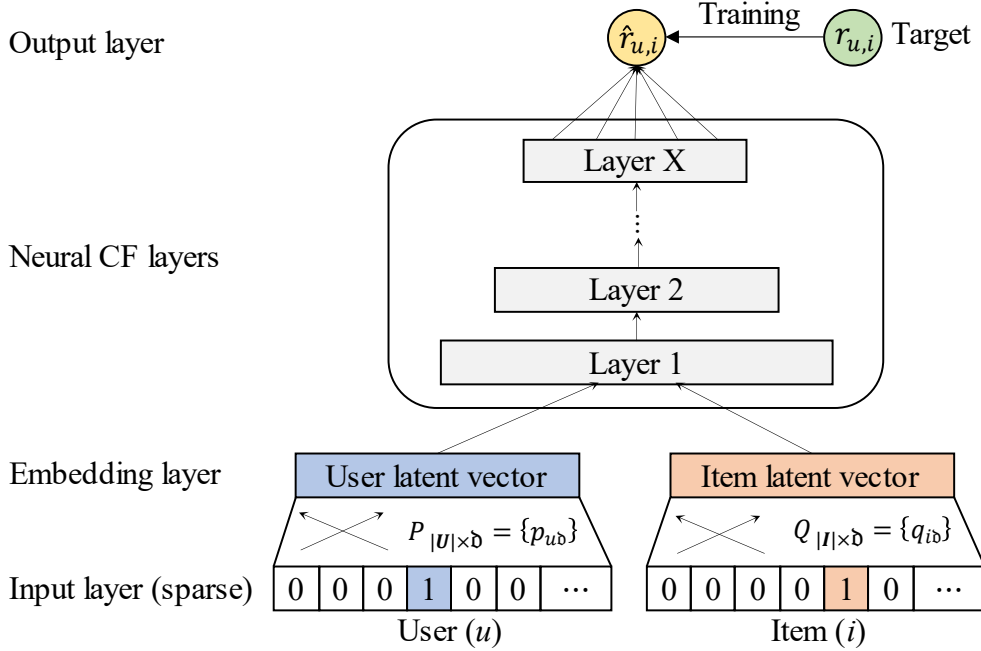 Output layer
r̂u,i
Training
ru,i
Target
Layer X
⋮
Neural CF layers
Layer 2
Layer 1
Embedding layer
User latent vector
Item latent vector
P|U|×𝔡 = {pu𝔡}
Q|I|×𝔡 = {qi𝔡}
Input layer (sparse)
0 0 0 1 0 0 ⋯
0 0 0 0 1 0 ⋯
User (u)
Item (i)